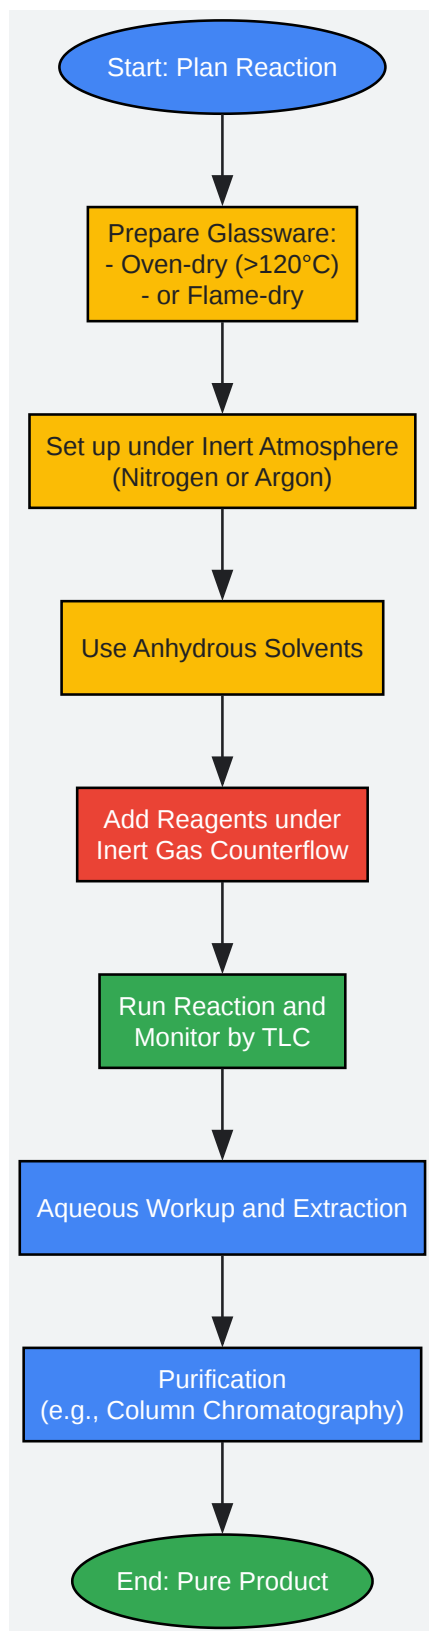 Start: Plan Reaction
Prepare Glassware:
- Oven-dry (>120°C)
- or Flame-dry
Set up under Inert Atmosphere
(Nitrogen or Argon)
Use Anhydrous Solvents
Add Reagents under
Inert Gas Counterflow
Run Reaction and
Monitor by TLC
Aqueous Workup and Extraction
Purification
(e.g., Column Chromatography)
End: Pure Product